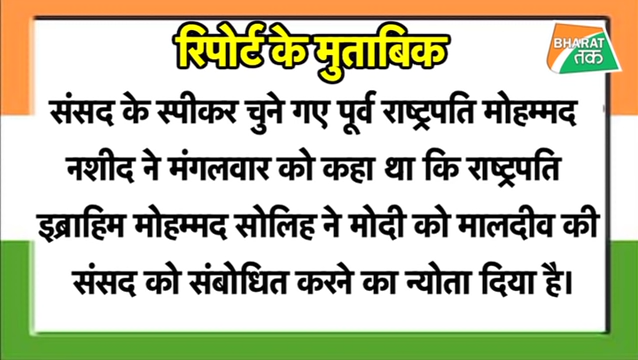 रिपोर्ट के मुताबिक
BHARAT
तक
संसद के स्पीकर चुने गए पूर्व राष्ट्रपति मोहम्मद
नशीद ने मंगलवार को कहा था कि राष्ट्रपति
इब्राहिम मोहम्मद सोलिह ने मोदी को मालदीव की
संसद को संबोधित करने का न्योता दिया है।